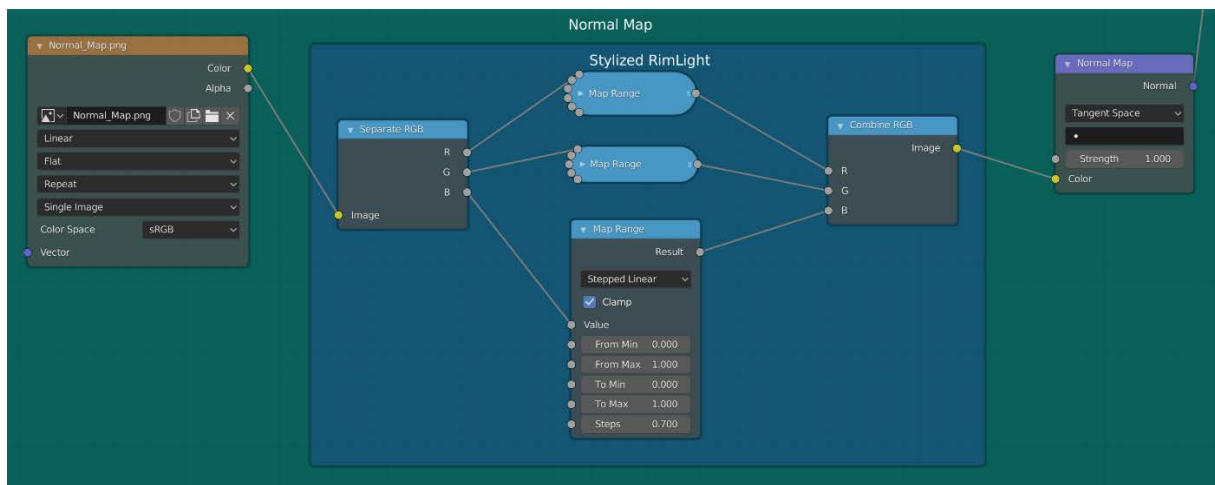 Normal Map
Normal_Map.png
Color
Alpha
Normal_Map.png
Linear
Flat
Repeat
Single Image
Color Space sRGB
Vector
Stylized RimLight
Separate RGB
R
G
B
Image
Map Range
Map Range
Map Range
Result
Stepped Linear
Clamp
Value
From Min 0.000
From Max 1.000
To Min 0.000
To Max 1.000
Steps 0.700
Combine RGB
Image
R
G
B
Normal Map
Normal
Tangent Space
Strength 1.000
Color